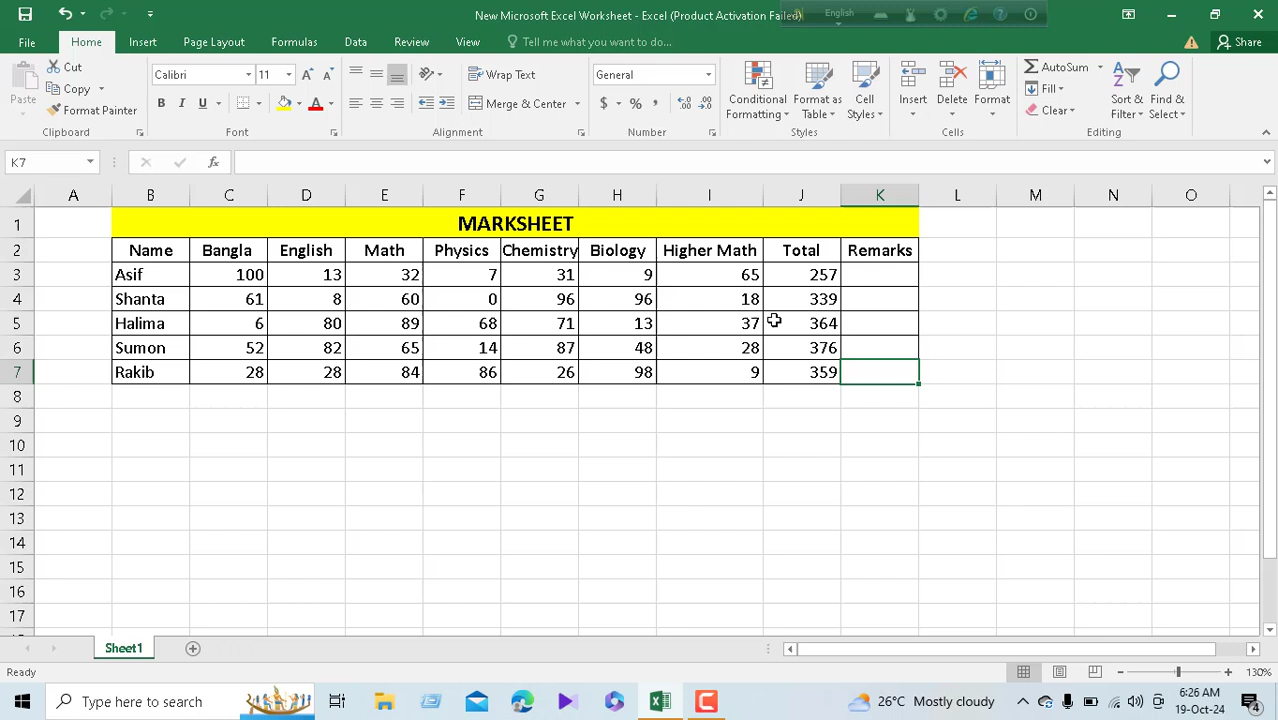 New Microsoft Excel Worksheet - Excel (Product Activation Failed)
English
File Home Insert Page Layout Formulas Data Review View Tell me what you want to do... Share
Paste Cut Copy Format Painter
Calibri 11 B I U A
Wrap Text Merge & Center
General $ % ,
Conditional Formatting Format as Table Cell Styles
Insert Delete Format
AutoSum Fill Clear Sort & Filter Find & Select
Clipboard Font Alignment Number Styles Cells Editing
K7 fx
A B C D E F G H I J K L M N O
1 MARKSHEET
2 Name Bangla English Math Physics Chemistry Biology Higher Math Total Remarks
3 Asif 100 13 32 7 31 9 65 257
4 Shanta 61 8 60 0 96 96 18 339
5 Halima 6 80 89 68 71 13 37 364
6 Sumon 52 82 65 14 87 48 28 376
7 Rakib 28 28 84 86 26 98 9 359
8
9
10
11
12
13
14
15
16
17
Sheet1
Ready 130%
Type here to search 26°C Mostly cloudy 6:26 AM
19-Oct-24 4